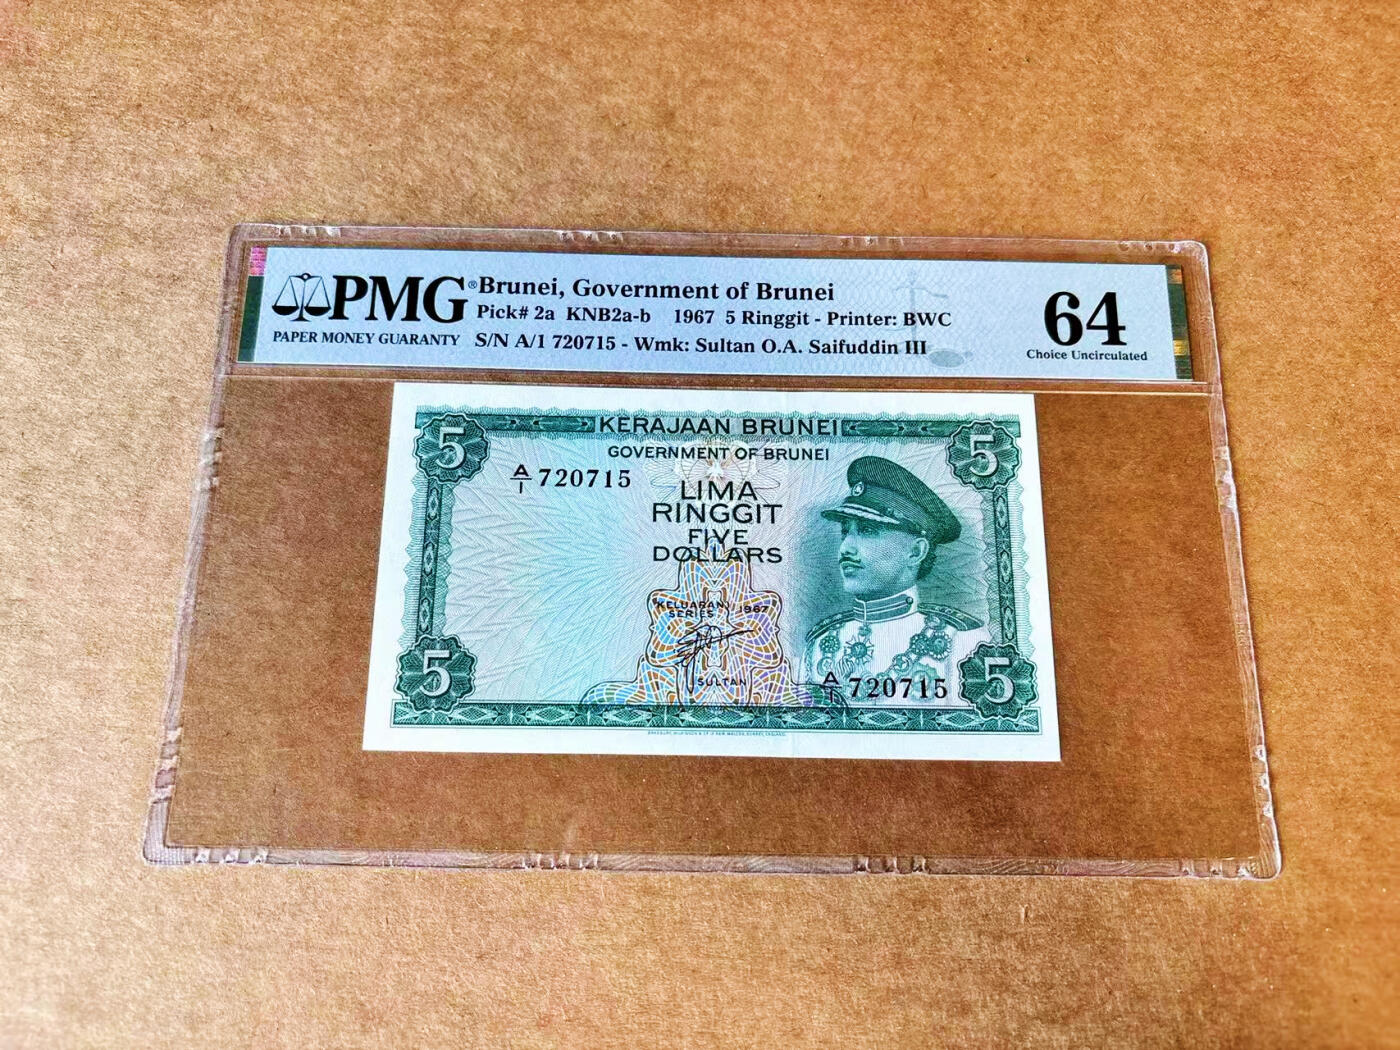 PMG®
PAPER MONEY GUARANTY
Brunei, Government of Brunei
Pick# 2a KNB2a-b 1967 5 Ringgit - Printer: BWC
S/N A/1 720715 - Wmk: Sultan O.A. Saifuddin III
64
Choice Uncirculated
5 KERAJAAN BRUNEI 5
GOVERNMENT OF BRUNEI
A/1 720715
LIMA
RINGGIT
FIVE
DOLLARS
KELUARAN
SERIES } 1967
SULTAN
5 A/1 720715 5